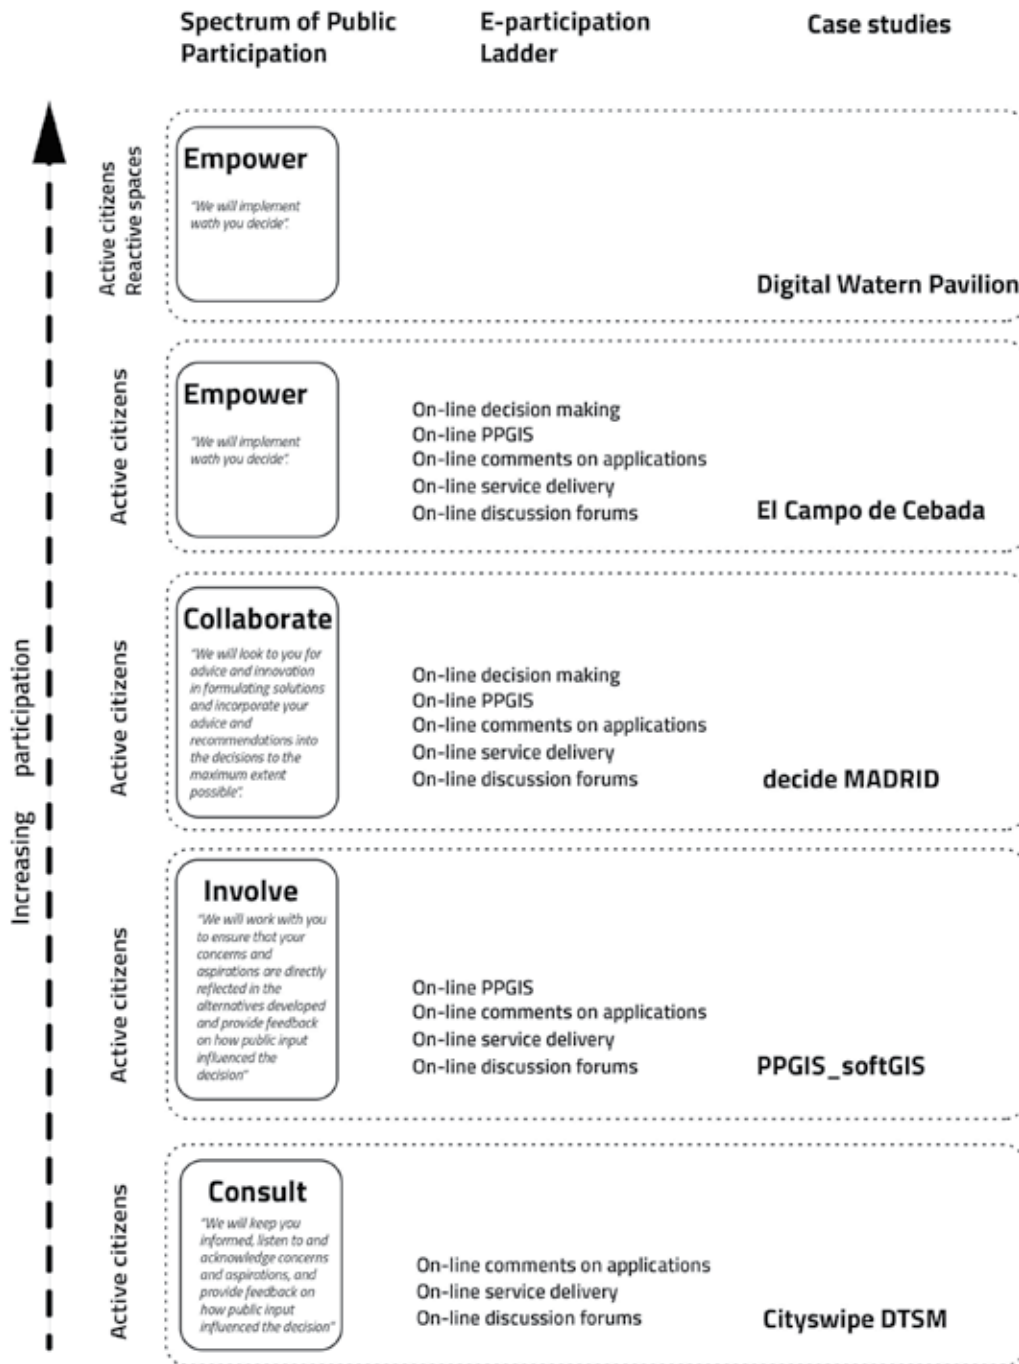 Spectrum of Public
Participation
E-participation
Ladder
Case studies
Increasing participation
Active citizens
Reactive spaces
Empower
"We will implement
wath you decide".
Digital Watern Pavilion
Active citizens
Empower
"We will implement
wath you decide".
On-line decision making
On-line PPGIS
On-line comments on applications
On-line service delivery
On-line discussion forums
El Campo de Cebada
Active citizens
Collaborate
"We will look to you for
advice and innovation
in formulating solutions
and incorporate your
advice and
recommendations into
the decisions to the
maximum extent
possible".
On-line decision making
On-line PPGIS
On-line comments on applications
On-line service delivery
On-line discussion forums
decide MADRID
Active citizens
Involve
"We will work with you
to ensure that your
concerns and
aspirations are directly
reflected in the
alternatives developed
and provide feedback
on how public input
influenced the
decision"
On-line PPGIS
On-line comments on applications
On-line service delivery
On-line discussion forums
PPGIS_softGIS
Active citizens
Consult
"We will keep you
informed, listen to and
acknowledge concerns
and aspirations, and
provide feedback on
how public input
influenced the decision"
On-line comments on applications
On-line service delivery
On-line discussion forums
Cityswipe DTSM